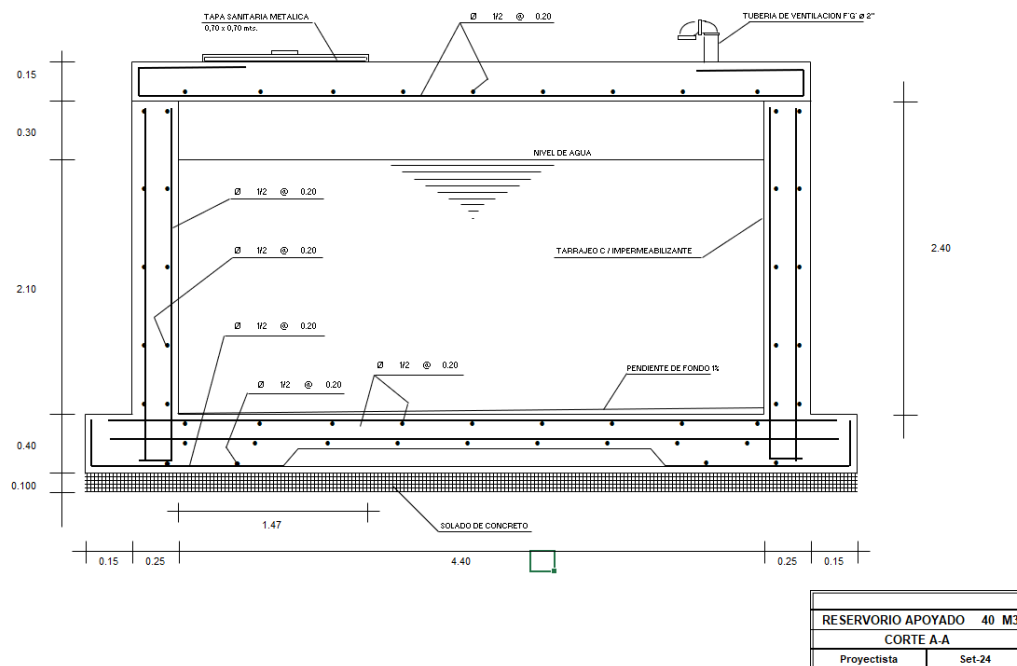 TAPA SANITARIA METALICA
0,70 x 0,70 mts.
Ø 1/2 @ 0.20
TUBERIA DE VENTILACION F°G° ø 2"
0.15
0.30
NIVEL DE AGUA
Ø 1/2 @ 0.20
Ø 1/2 @ 0.20
TARRAJEO C / IMPERMEABILIZANTE
2.40
2.10
Ø 1/2 @ 0.20
Ø 1/2 @ 0.20
PENDIENTE DE FONDO 1%
Ø 1/2 @ 0.20
0.40
0.100
1.47
SOLADO DE CONCRETO
0.15 0.25 4.40 0.25 0.15
RESERVORIO APOYADO 40 M3
CORTE A-A
Proyectista Set-24